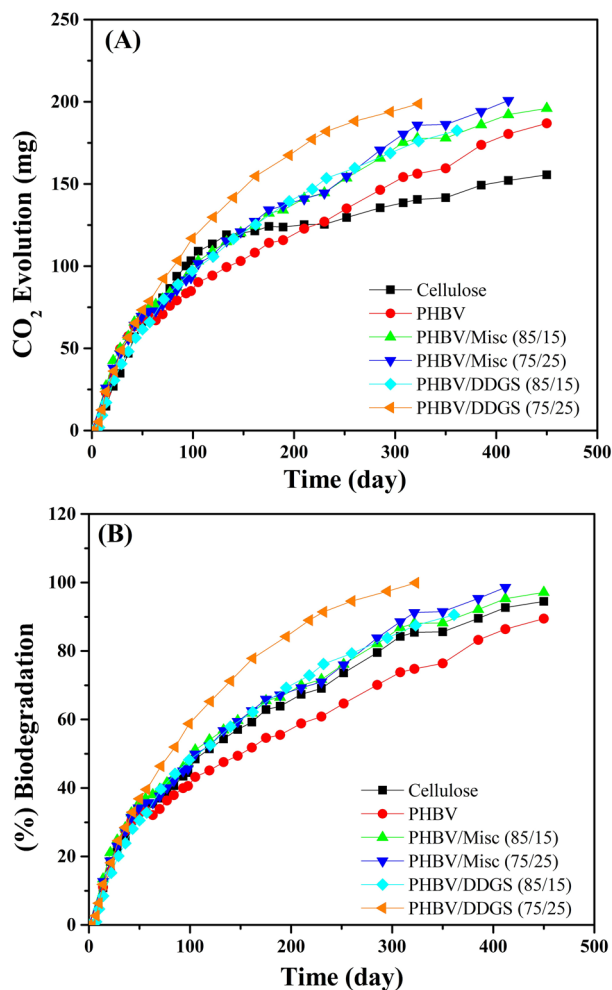 (A)
CO2 Evolution (mg)
250
200
150
100
50
0
Cellulose
PHBV
PHBV/Misc (85/15)
PHBV/Misc (75/25)
PHBV/DDGS (85/15)
PHBV/DDGS (75/25)
0 100 200 300 400 500
Time (day)
(B)
(%) Biodegradation
120
100
80
60
40
20
0
Cellulose
PHBV
PHBV/Misc (85/15)
PHBV/Misc (75/25)
PHBV/DDGS (85/15)
PHBV/DDGS (75/25)
0 100 200 300 400 500
Time (day)